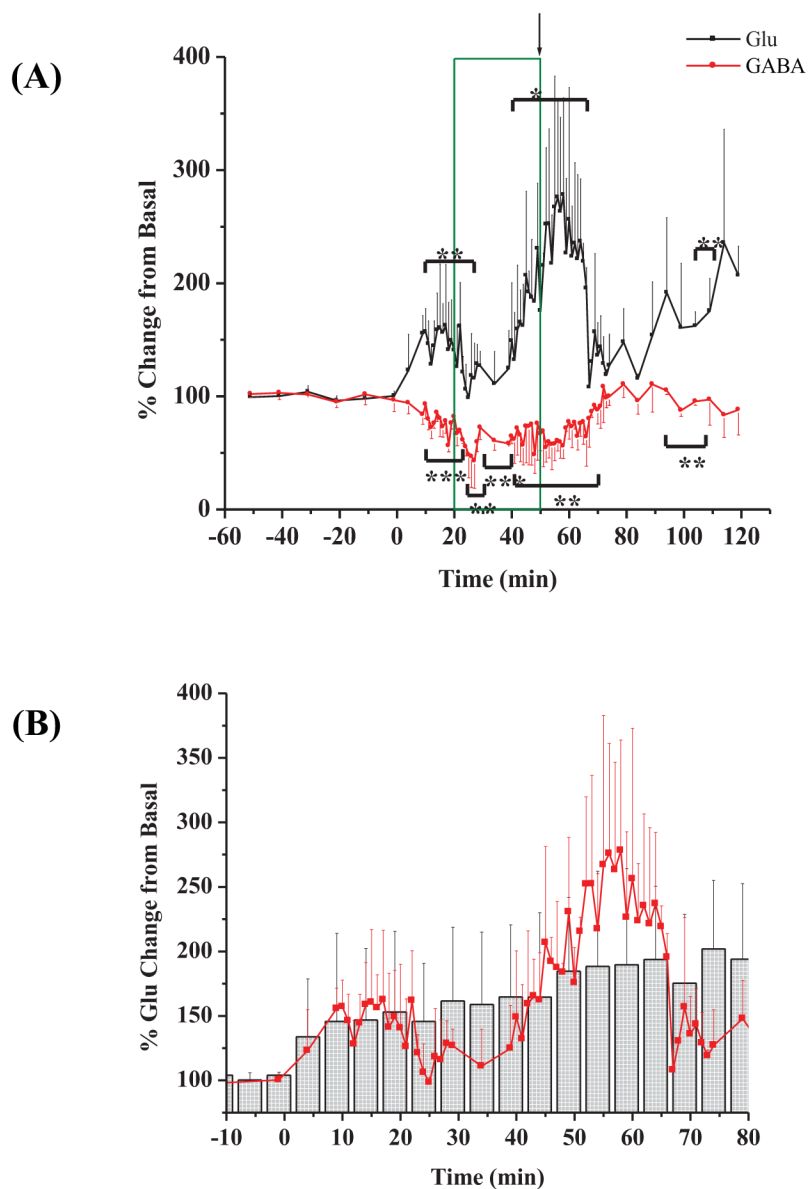 (A)
Glu
GABA
% Change from Basal
400
300
200
100
0
*
**
***
**
***
**
**
**
-60 -40 -20 0 20 40 60 80 100 120
Time (min)
(B)
% Glu Change from Basal
400
350
300
250
200
150
100
-10 0 10 20 30 40 50 60 70 80
Time (min)